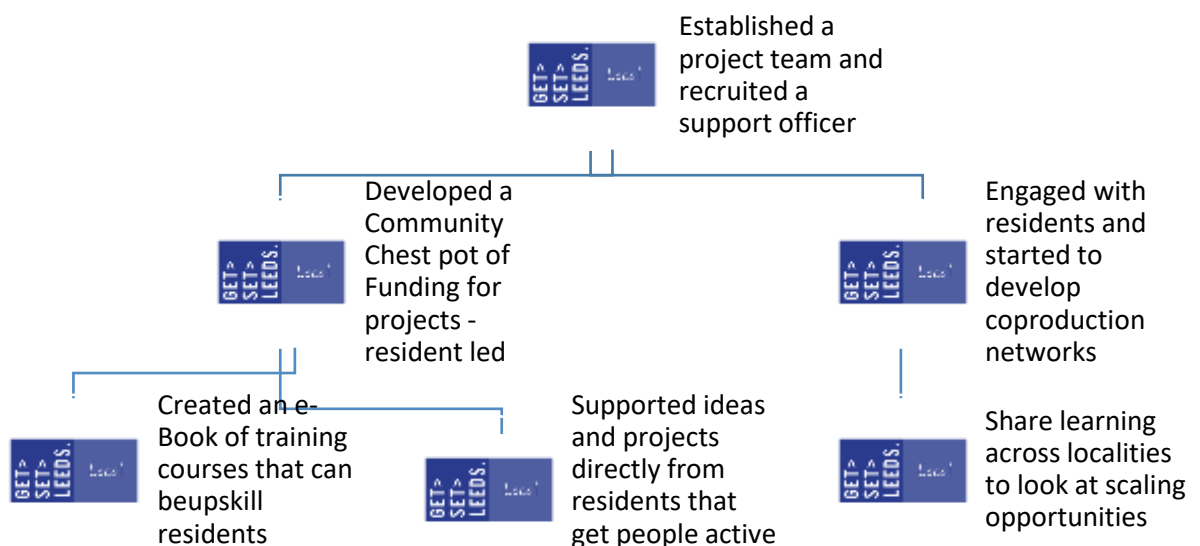 GET>
SET>
LEEDS.
Established a
project team and
recruited a
support officer
GET>
SET>
LEEDS.
Developed a
Community
Chest pot of
Funding for
projects -
resident led
GET>
SET>
LEEDS.
Engaged with
residents and
started to
develop
coproduction
networks
GET>
SET>
LEEDS.
Created an e-
Book of training
courses that can
beupskill
residents
GET>
SET>
LEEDS.
Supported ideas
and projects
directly from
residents that
get people active
GET>
SET>
LEEDS.
Share learning
across localities
to look at scaling
opportunities